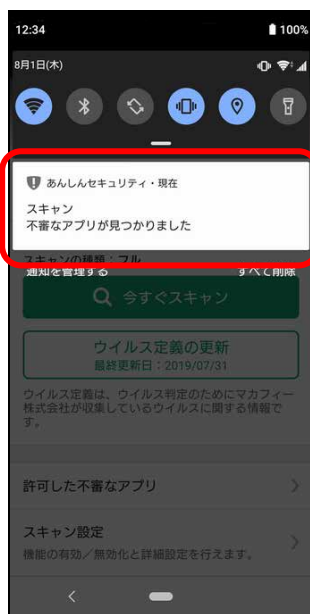 12:34
100%
8月1日(木)
あんしんセキュリティ・現在
スキャン
不審なアプリが見つかりました
スキャンの種類：フル
通知を管理する
すべて削除
今すぐスキャン
ウイルス定義の更新
最終更新日：2019/07/31
ウイルス定義は、ウイルス判定のためにマカフィー
株式会社が収集しているウイルスに関する情報で
す。
許可した不審なアプリ
スキャン設定
機能の有効／無効化と詳細設定を行えます。